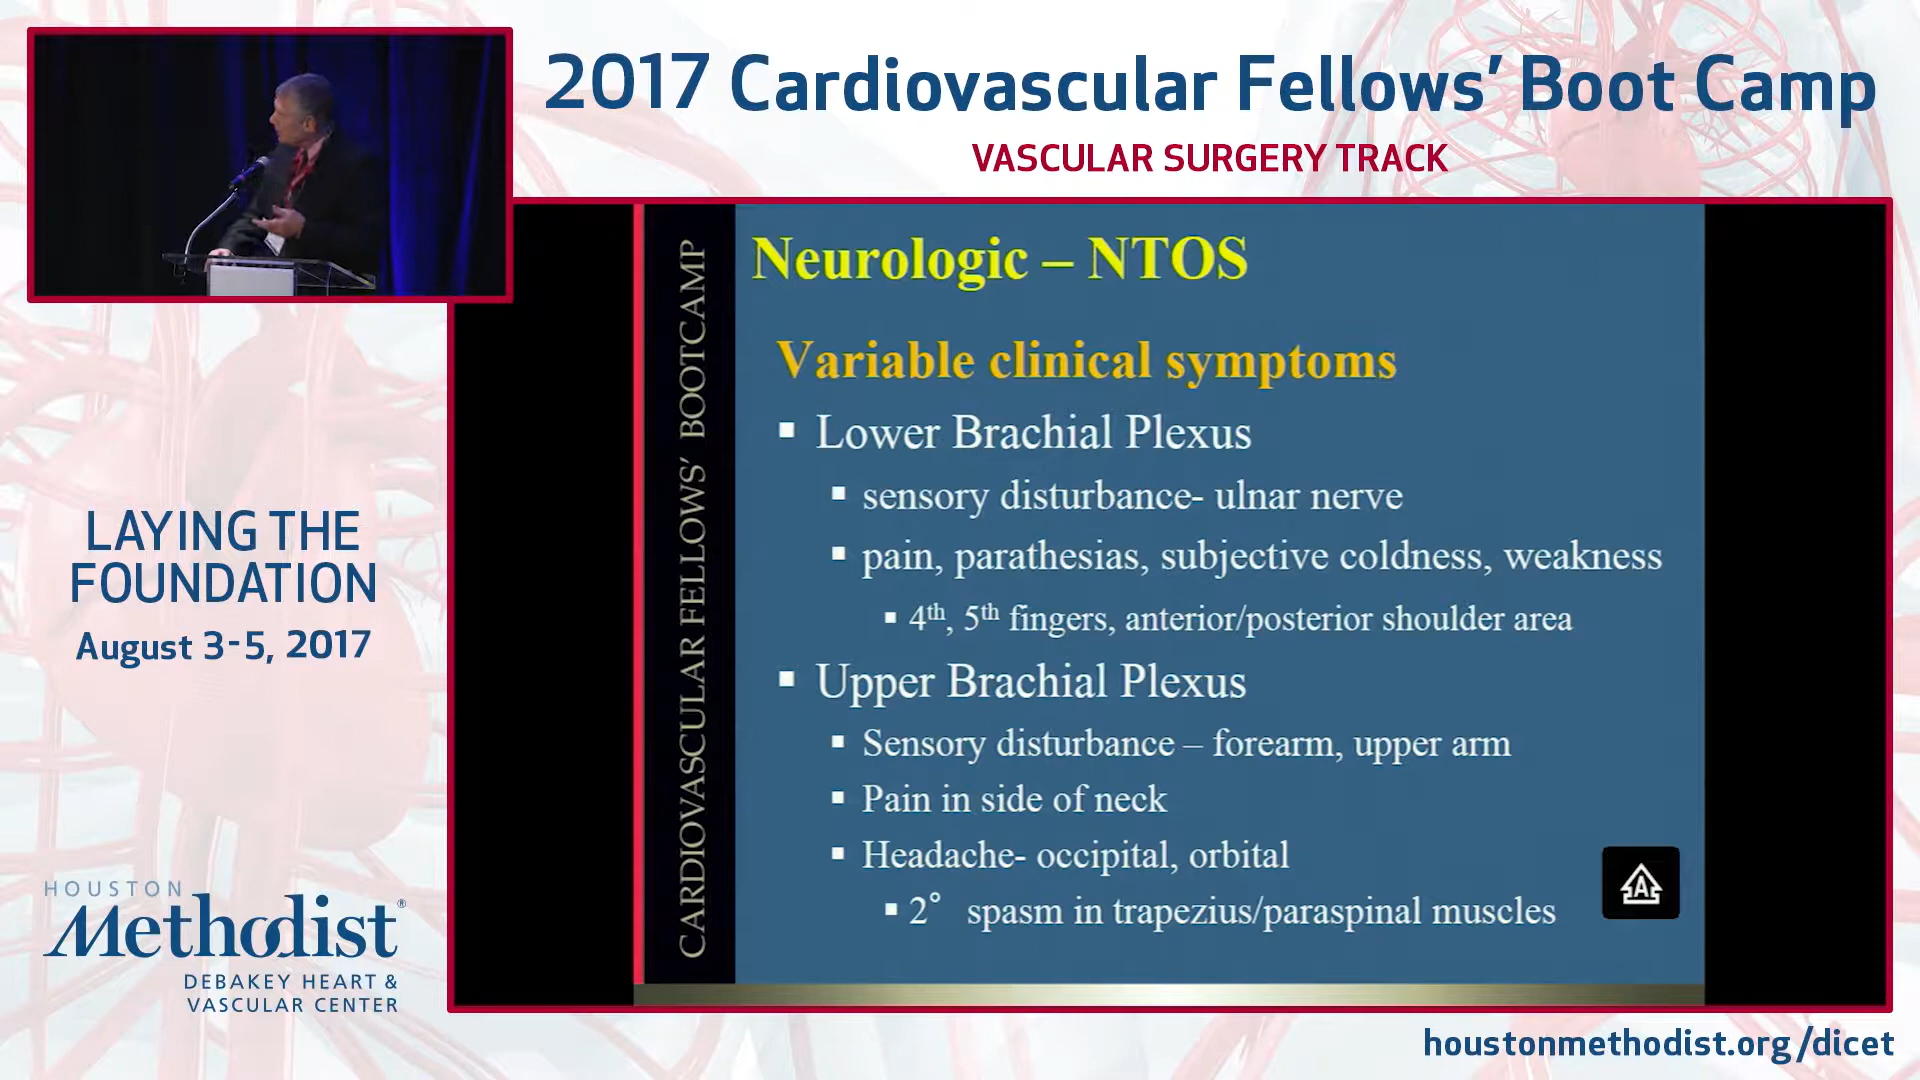 2017 Cardiovascular Fellows' Boot Camp
VASCULAR SURGERY TRACK
LAYING THE
FOUNDATION
August 3-5, 2017
HOUSTON
Methodist®
DEBAKEY HEART &
VASCULAR CENTER
CARDIOVASCULAR FELLOWS' BOOTCAMP
Neurologic – NTOS
Variable clinical symptoms
▪ Lower Brachial Plexus
▪ sensory disturbance- ulnar nerve
▪ pain, parathesias, subjective coldness, weakness
▪ 4th, 5th fingers, anterior/posterior shoulder area
▪ Upper Brachial Plexus
▪ Sensory disturbance – forearm, upper arm
▪ Pain in side of neck
▪ Headache- occipital, orbital
▪ 2° spasm in trapezius/paraspinal muscles
A
houstonmethodist.org/dicet